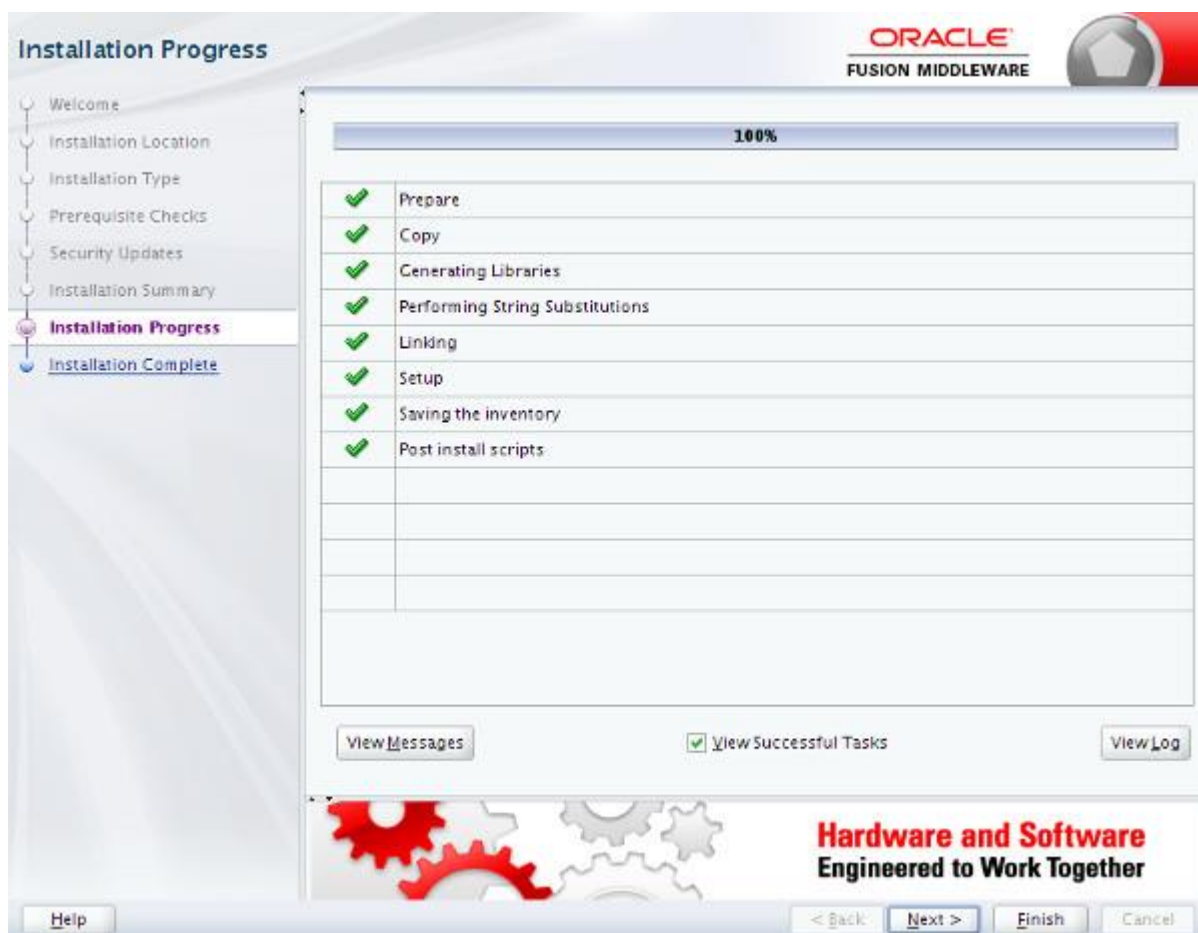 Installation Progress
ORACLE
FUSION MIDDLEWARE
Welcome
Installation Location
Installation Type
Prerequisite Checks
Security Updates
Installation Summary
Installation Progress
Installation Complete
100%
Prepare
Copy
Generating Libraries
Performing String Substitutions
Linking
Setup
Saving the inventory
Post install scripts
View Messages
View Successful Tasks
View Log
Hardware and Software
Engineered to Work Together
Help
< Back
Next >
Finish
Cancel